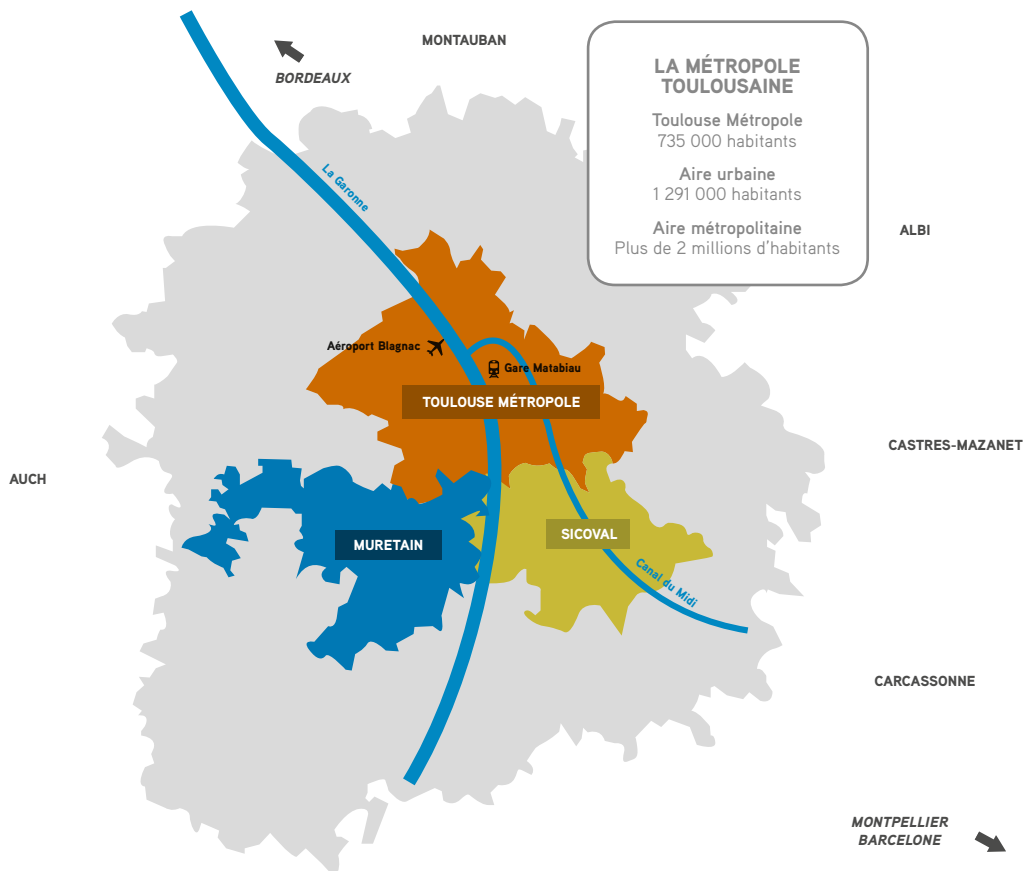 MONTAUBAN
BORDEAUX
LA MÉTROPOLE
TOULOUSAINE
Toulouse Métropole
735 000 habitants
Aire urbaine
1 291 000 habitants
Aire métropolitaine
Plus de 2 millions d'habitants
La Garonne
ALBI
Aéroport Blagnac
Gare Matabiau
TOULOUSE MÉTROPOLE
CASTRES-MAZANET
AUCH
MURETAIN
SICOVAL
Canal du Midi
CARCASSONNE
MONTPELLIER
BARCELONE